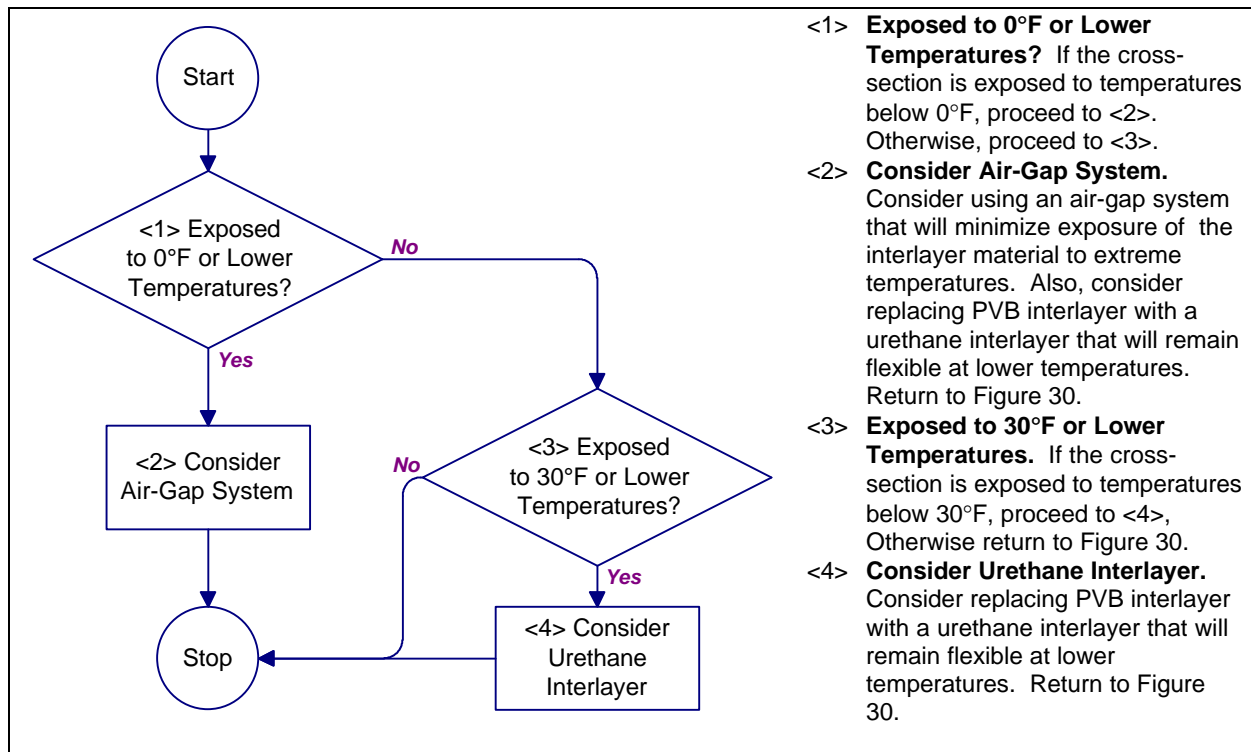 Start
<1> Exposed
to 0°F or Lower
Temperatures?
No
Yes
<2> Consider
Air-Gap System
<3> Exposed
to 30°F or Lower
Temperatures?
No
Yes
<4> Consider
Urethane
Interlayer
Stop
<1> Exposed to 0°F or Lower
Temperatures? If the cross-
section is exposed to temperatures
below 0°F, proceed to <2>.
Otherwise, proceed to <3>.
<2> Consider Air-Gap System.
Consider using an air-gap system
that will minimize exposure of the
interlayer material to extreme
temperatures. Also, consider
replacing PVB interlayer with a
urethane interlayer that will remain
flexible at lower temperatures.
Return to Figure 30.
<3> Exposed to 30°F or Lower
Temperatures. If the cross-
section is exposed to temperatures
below 30°F, proceed to <4>,
Otherwise return to Figure 30.
<4> Consider Urethane Interlayer.
Consider replacing PVB interlayer
with a urethane interlayer that will
remain flexible at lower
temperatures. Return to Figure
30.